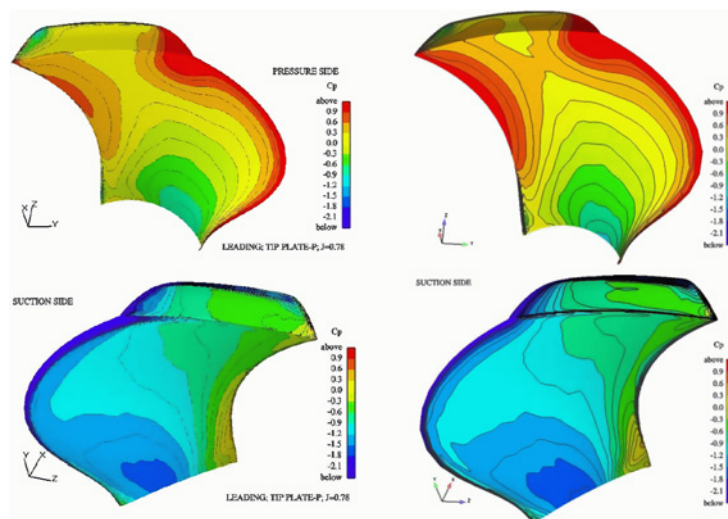 PRESSURE SIDE
Cp
above
0.9
0.6
0.3
0.0
-0.3
-0.6
-0.9
-1.2
-1.5
-1.8
-2.1
below
X Z
Y
LEADING; TIP PLATE-P; J=0.78
PRESSURE SIDE
Cp
above
0.9
0.6
0.3
0.0
-0.3
-0.6
-0.9
-1.2
-1.5
-1.8
-2.1
below
SUCTION SIDE
Cp
above
0.9
0.6
0.3
0.0
-0.3
-0.6
-0.9
-1.2
-1.5
-1.8
-2.1
below
Y X
Z
LEADING; TIP PLATE-P; J=0.78
SUCTION SIDE
Cp
above
0.9
0.6
0.3
0.0
-0.3
-0.6
-0.9
-1.2
-1.5
-1.8
-2.1
below